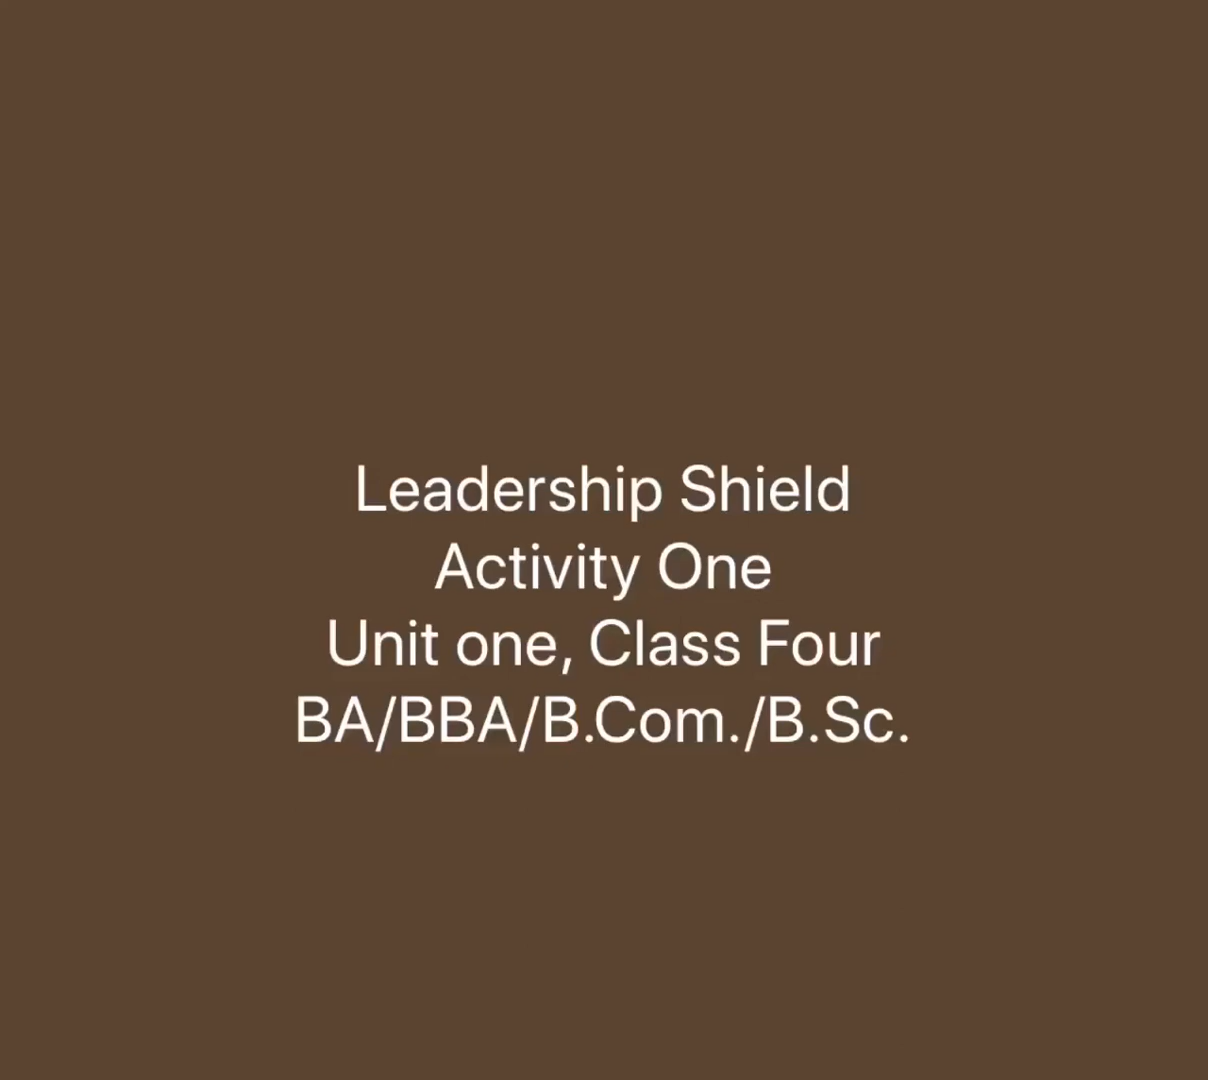 Leadership Shield
Activity One
Unit one, Class Four
BA/BBA/B.Com./B.Sc.